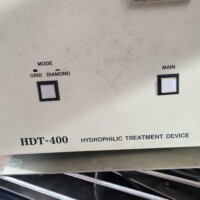 MODE
GRID DIAMOND
MAIN
HDT-400 HYDROPHILIC TREATMENT DEVICE